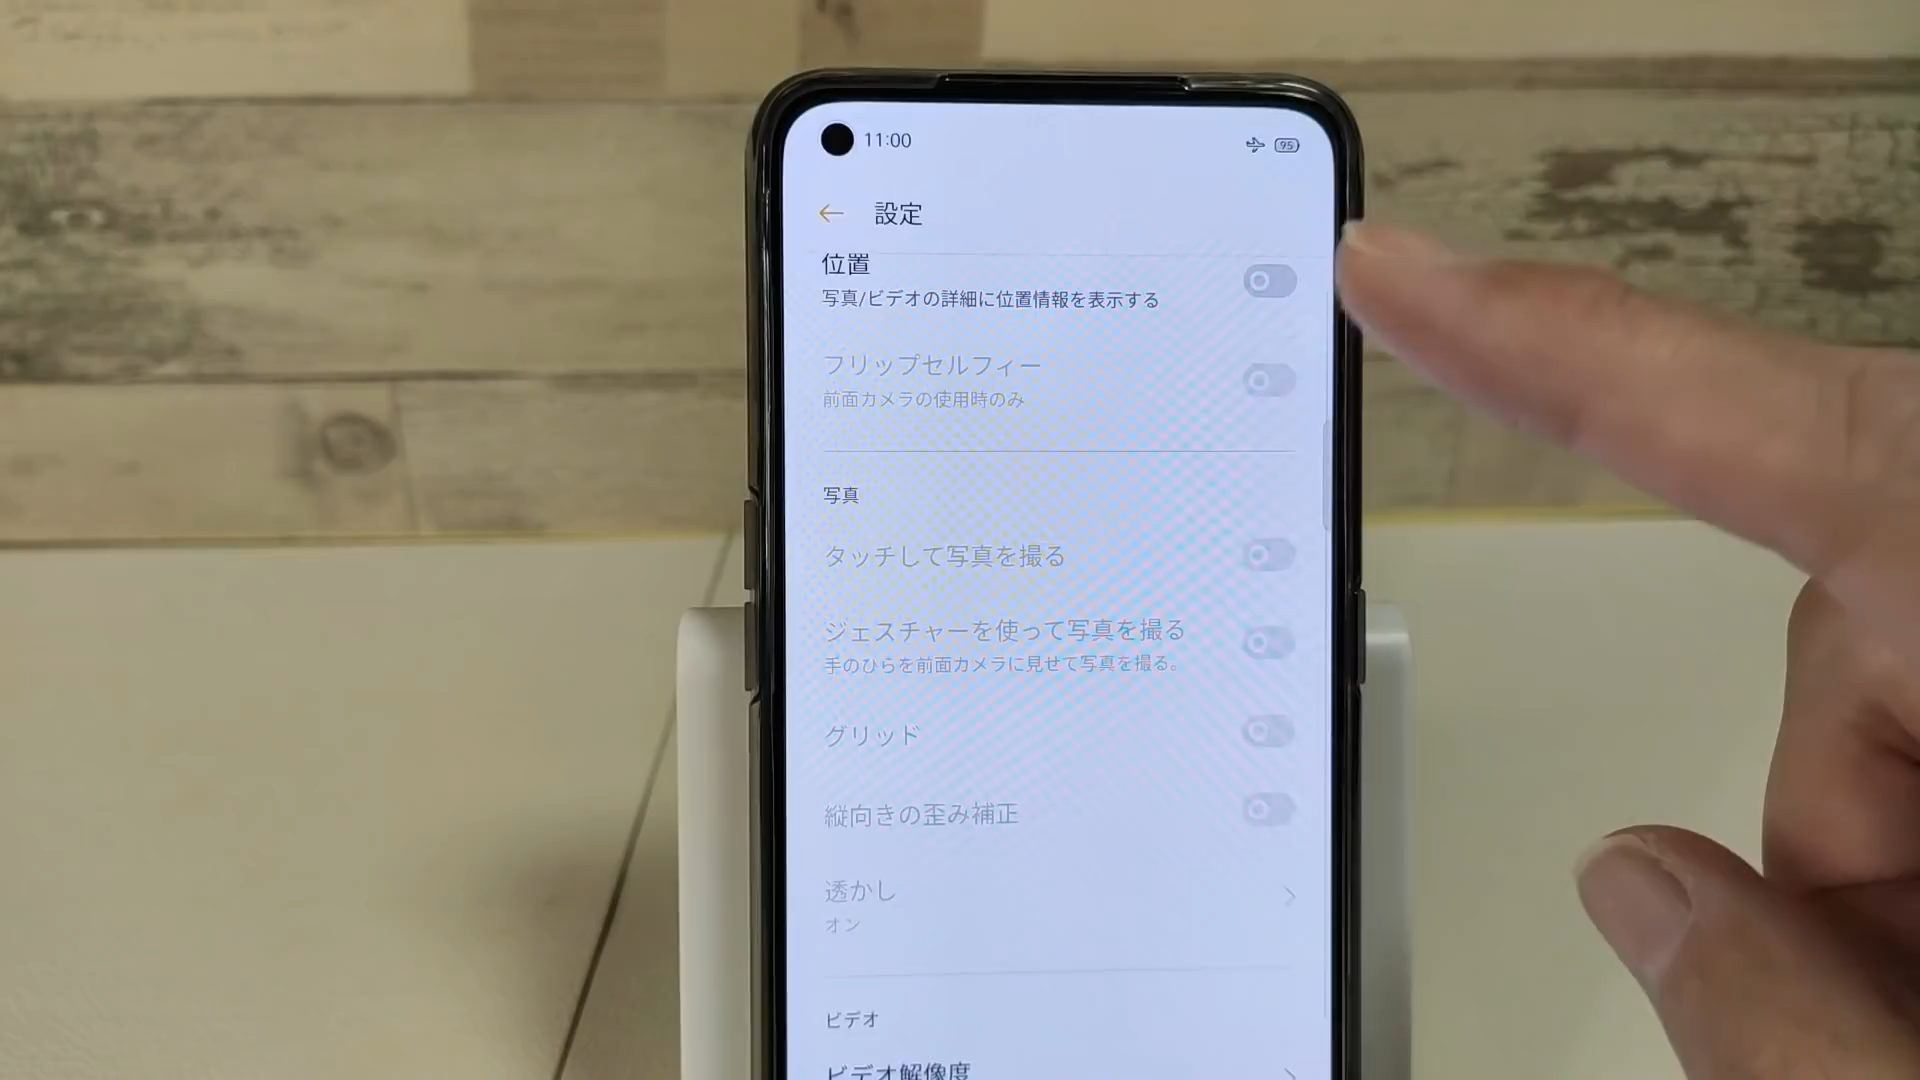 11:00
95
設定
位置
写真/ビデオの詳細に位置情報を表示する
フリップセルフィー
前面カメラの使用時のみ
写真
タッチして写真を撮る
ジェスチャーを使って写真を撮る
手のひらを前面カメラに見せて写真を撮る。
グリッド
縦向きの歪み補正
透かし
オン
ビデオ
ビデオ解像度